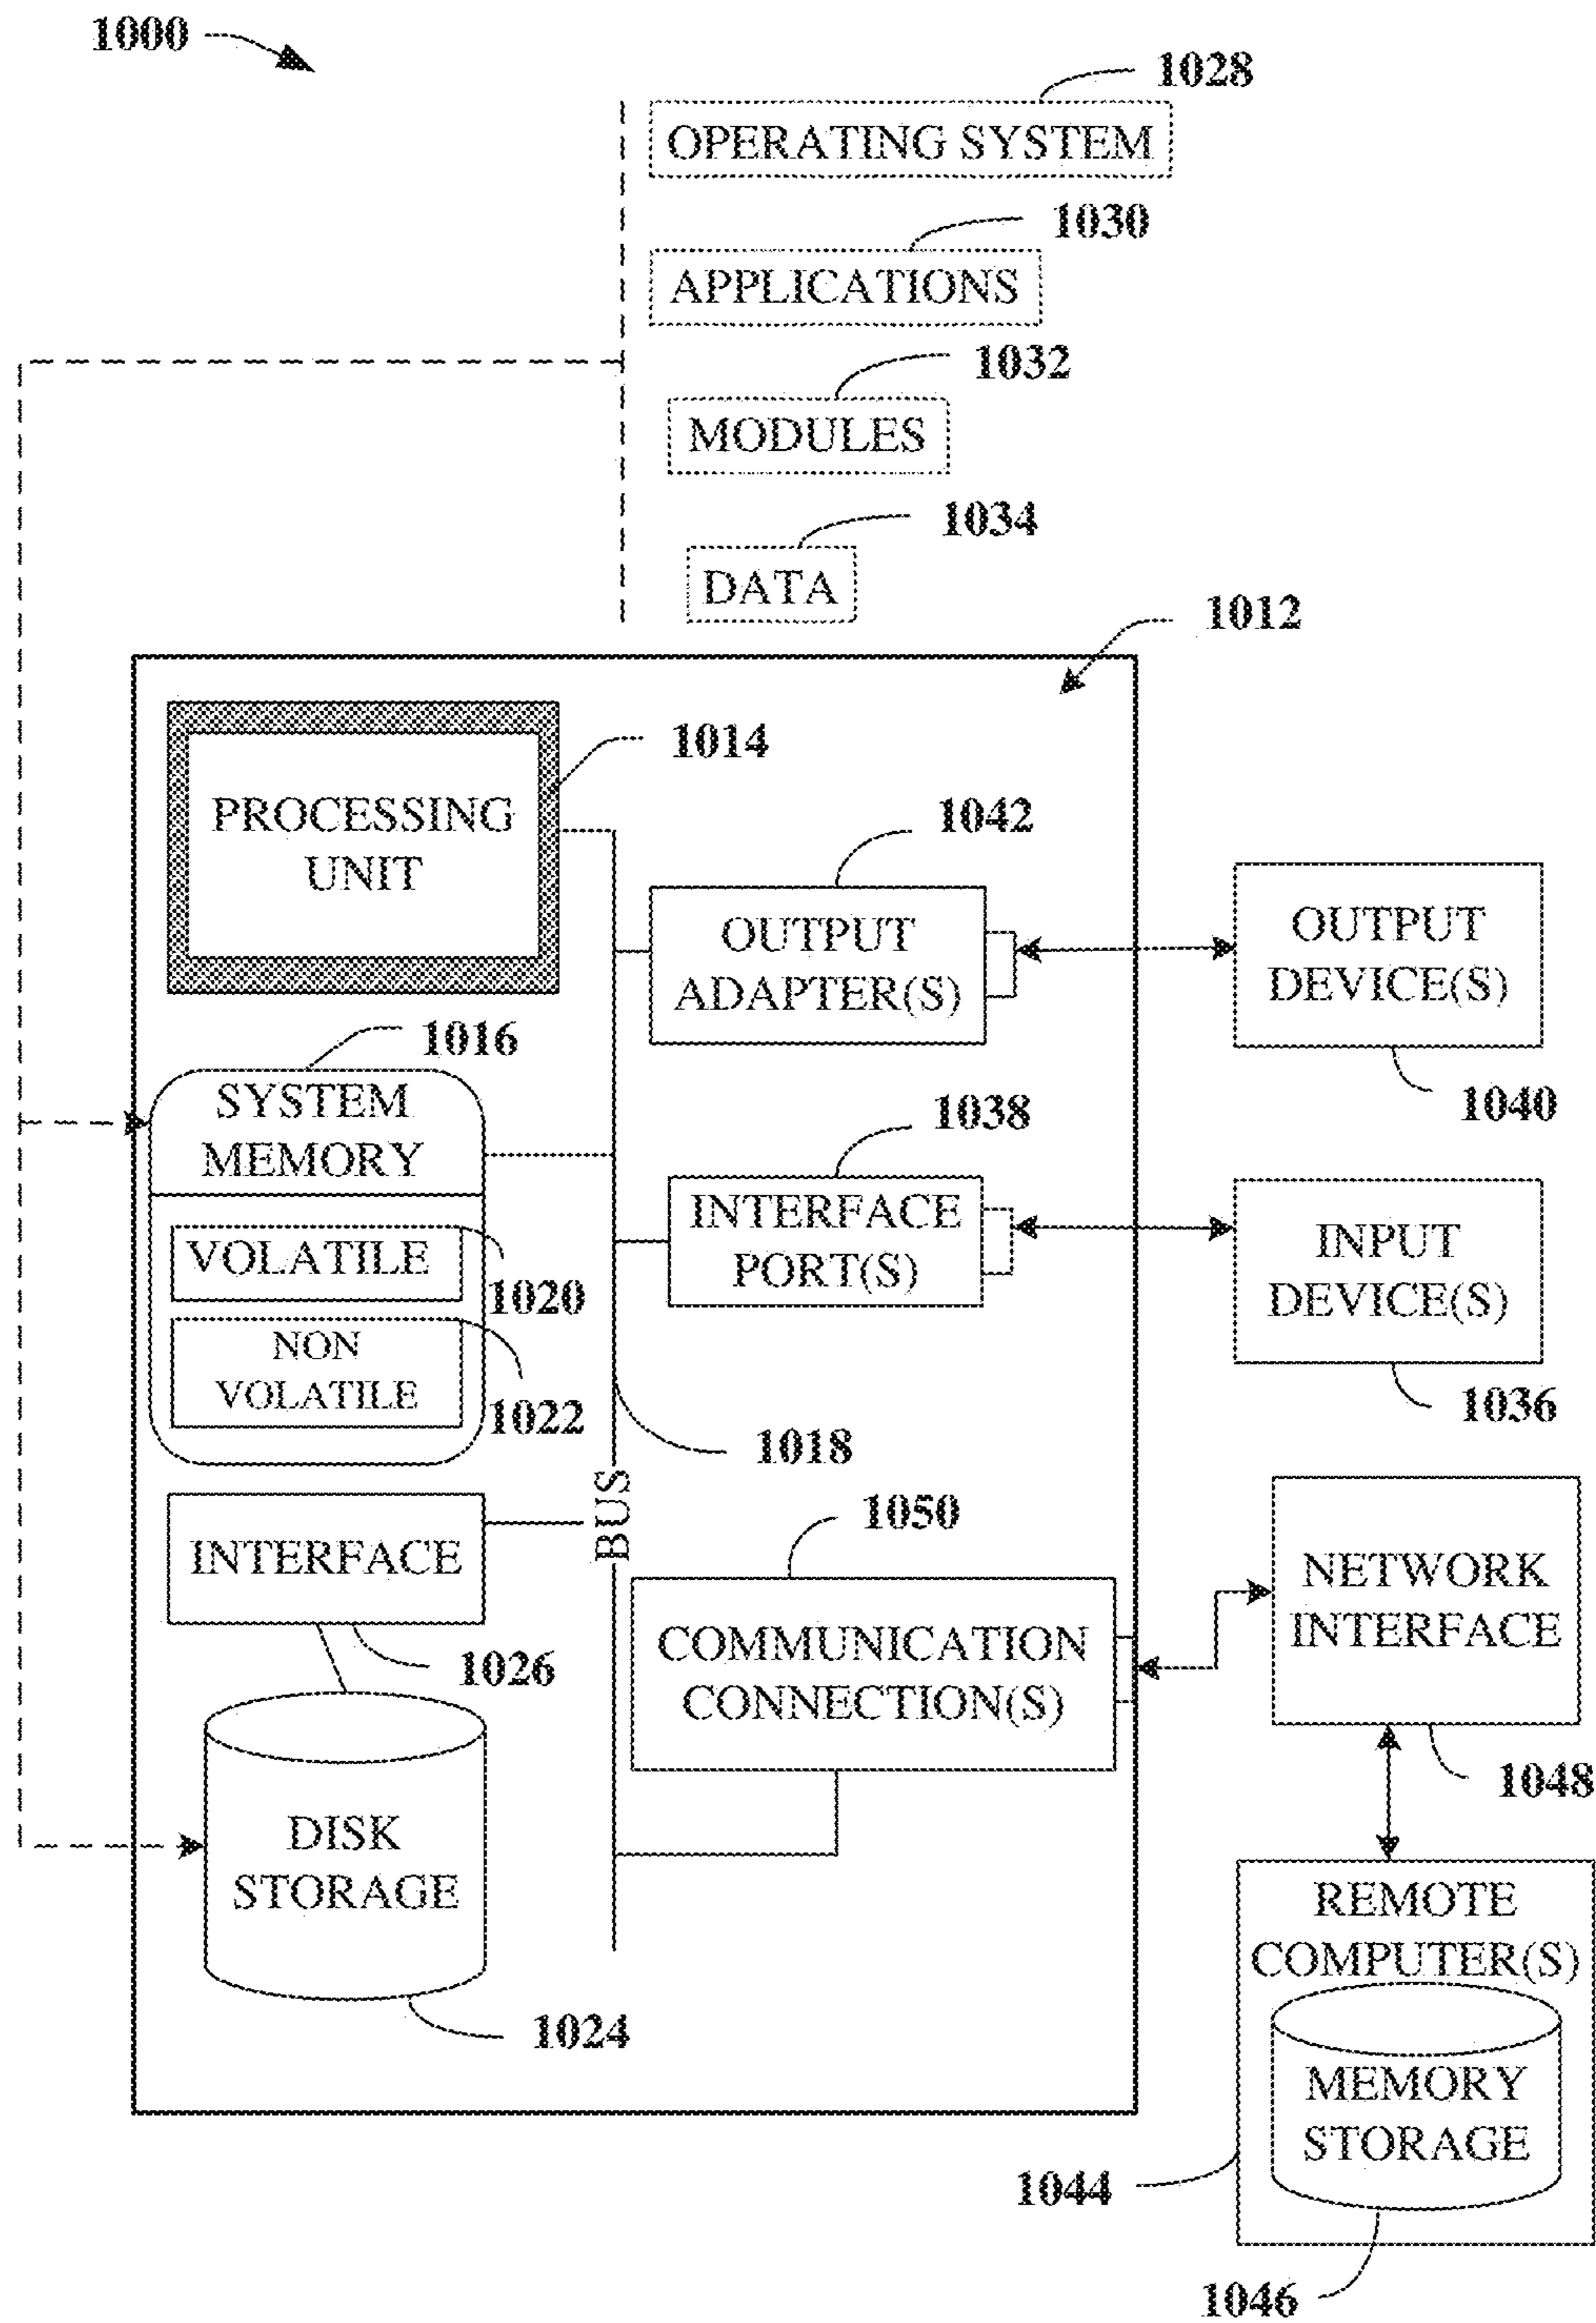 1000
1028
OPERATING SYSTEM
1030
APPLICATIONS
1032
MODULES
1034
DATA
1012
PROCESSING
UNIT
1014
1042
OUTPUT
ADAPTER(S)
OUTPUT
DEVICE(S)
1040
1016
SYSTEM
MEMORY
VOLATILE
1020
NON
VOLATILE
1022
1038
INTERFACE
PORT(S)
INPUT
DEVICE(S)
1036
1018
BUS
INTERFACE
1026
1050
COMMUNICATION
CONNECTION(S)
NETWORK
INTERFACE
1048
DISK
STORAGE
1024
REMOTE
COMPUTER(S)
MEMORY
STORAGE
1044
1046